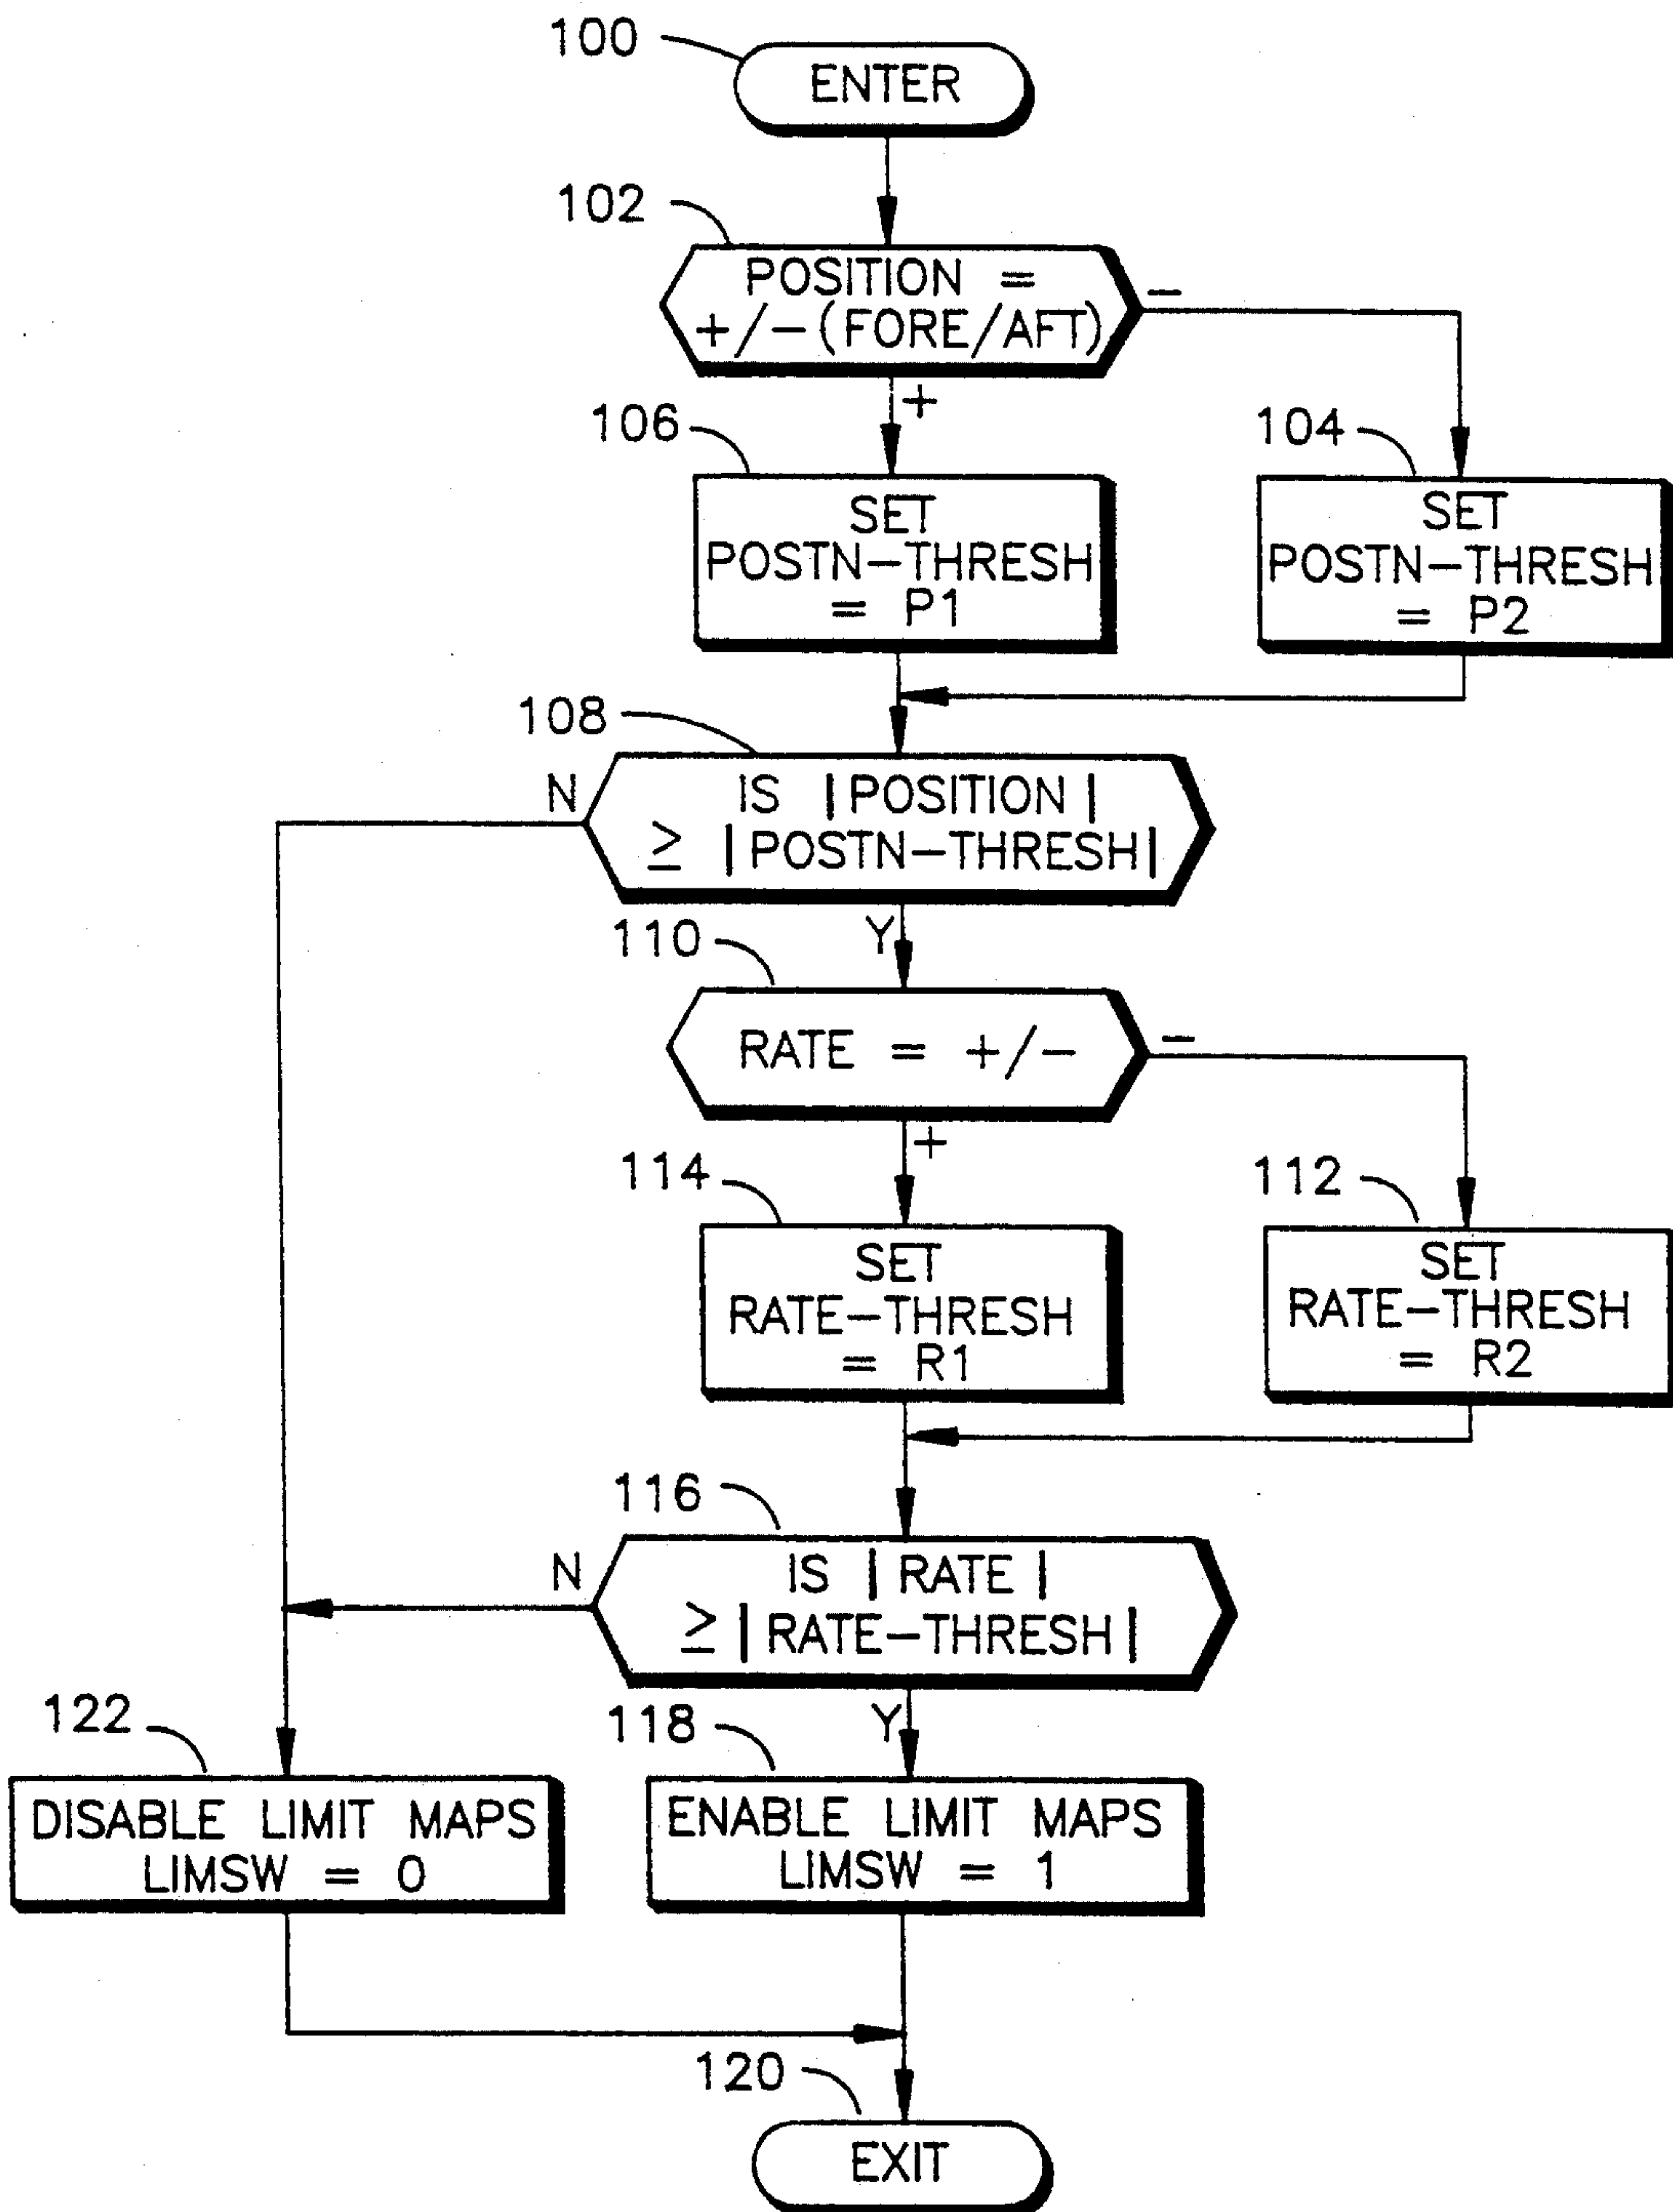 100
ENTER
102
POSITION =
+/-(FORE/AFT)
-
+
106
SET
POSTN-THRESH
= P1
104
SET
POSTN-THRESH
= P2
108
N
IS |POSITION|
≥ |POSTN-THRESH|
Y
110
RATE = +/-
-
+
114
SET
RATE-THRESH
= R1
112
SET
RATE-THRESH
= R2
116
N
IS |RATE|
≥|RATE-THRESH|
Y
122
DISABLE LIMIT MAPS
LIMSW = 0
118
ENABLE LIMIT MAPS
LIMSW = 1
120
EXIT